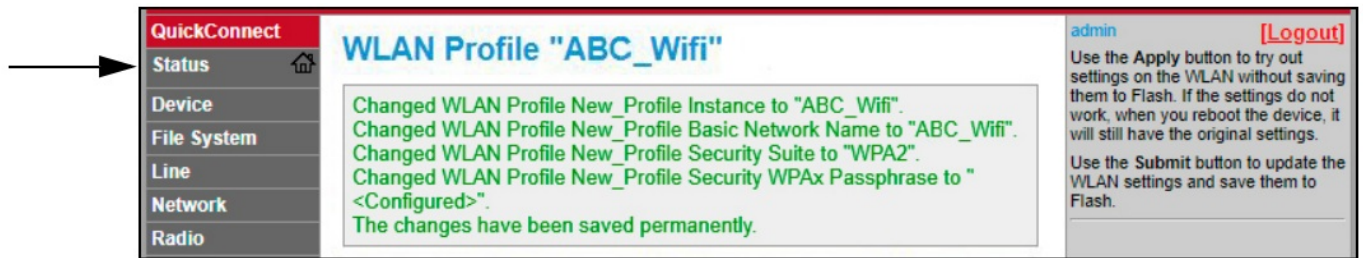 QuickConnect
Status
Device
File System
Line
Network
Radio
WLAN Profile "ABC_Wifi"
Changed WLAN Profile New_Profile Instance to "ABC_Wifi".
Changed WLAN Profile New_Profile Basic Network Name to "ABC_Wifi".
Changed WLAN Profile New_Profile Security Suite to "WPA2".
Changed WLAN Profile New_Profile Security WPAx Passphrase to "
<Configured>".
The changes have been saved permanently.
admin [Logout]
Use the Apply button to try out
settings on the WLAN without saving
them to Flash. If the settings do not
work, when you reboot the device, it
will still have the original settings.
Use the Submit button to update the
WLAN settings and save them to
Flash.